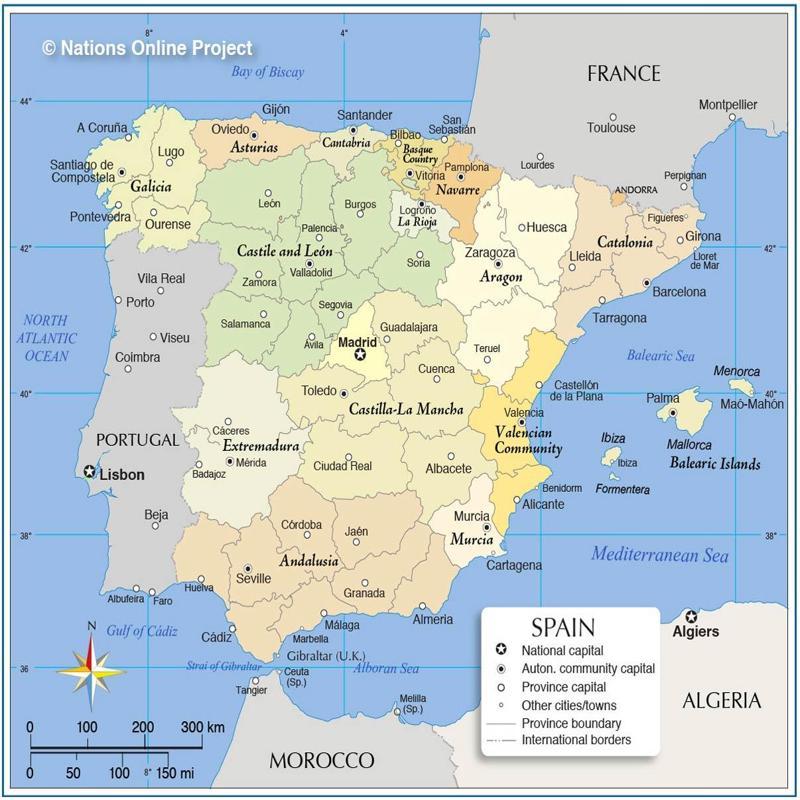 © Nations Online Project
8°
4°
Bay of Biscay
FRANCE
44°
Gijón
Santander
San
Sebastián
Montpellier
A Coruña
Oviedo
Bilbao
Toulouse
Lugo
Asturias
Cantabria
Basque
Country
Santiago de
Compostela
Pamplona
Lourdes
Perpignan
Galicia
Vitoria
Navarre
ANDORRA
León
Burgos
Logroño
La Rioja
Pontevedra
Ourense
Palencia
Huesca
Figueres
Girona
42°
Castile and León
Zaragoza
Catalonia
42°
Valladolid
Soria
Aragon
Lleida
Lloret
de Mar
Vila Real
Zamora
Barcelona
Porto
Segovia
Salamanca
Guadalajara
Tarragona
NORTH
ATLANTIC
OCEAN
Viseu
Ávila
Madrid
Teruel
Balearic Sea
Coimbra
Cuenca
Menorca
40°
Toledo
Castellón
de la Plana
Palma
40°
Maó-Mahón
Castilla-La Mancha
Valencia
Cáceres
Valencian
Community
Mallorca
PORTUGAL
Extremadura
Ibiza
Balearic Islands
Lisbon
Badajoz
Mérida
Ciudad Real
Albacete
Ibiza
Formentera
Benidorm
Alicante
Beja
Córdoba
Jaén
Murcia
38°
38°
Murcia
Andalusia
Mediterranean Sea
Cartagena
Seville
Huelva
Granada
Albufeira
Faro
Almeria
Málaga
Gulf of Cádiz
Cádiz
Marbella
Algiers
N
Gibraltar (U.K.)
36
Strai of Gibraltar
Alboran Sea
Ceuta
(Sp.)
Tangier
Melilla
(Sp.)
ALGERIA
MOROCCO
SPAIN
National capital
Auton. community capital
Province capital
Other cities/towns
Province boundary
International borders
0 100 200 300 km
0 50 100 8° 150 mi